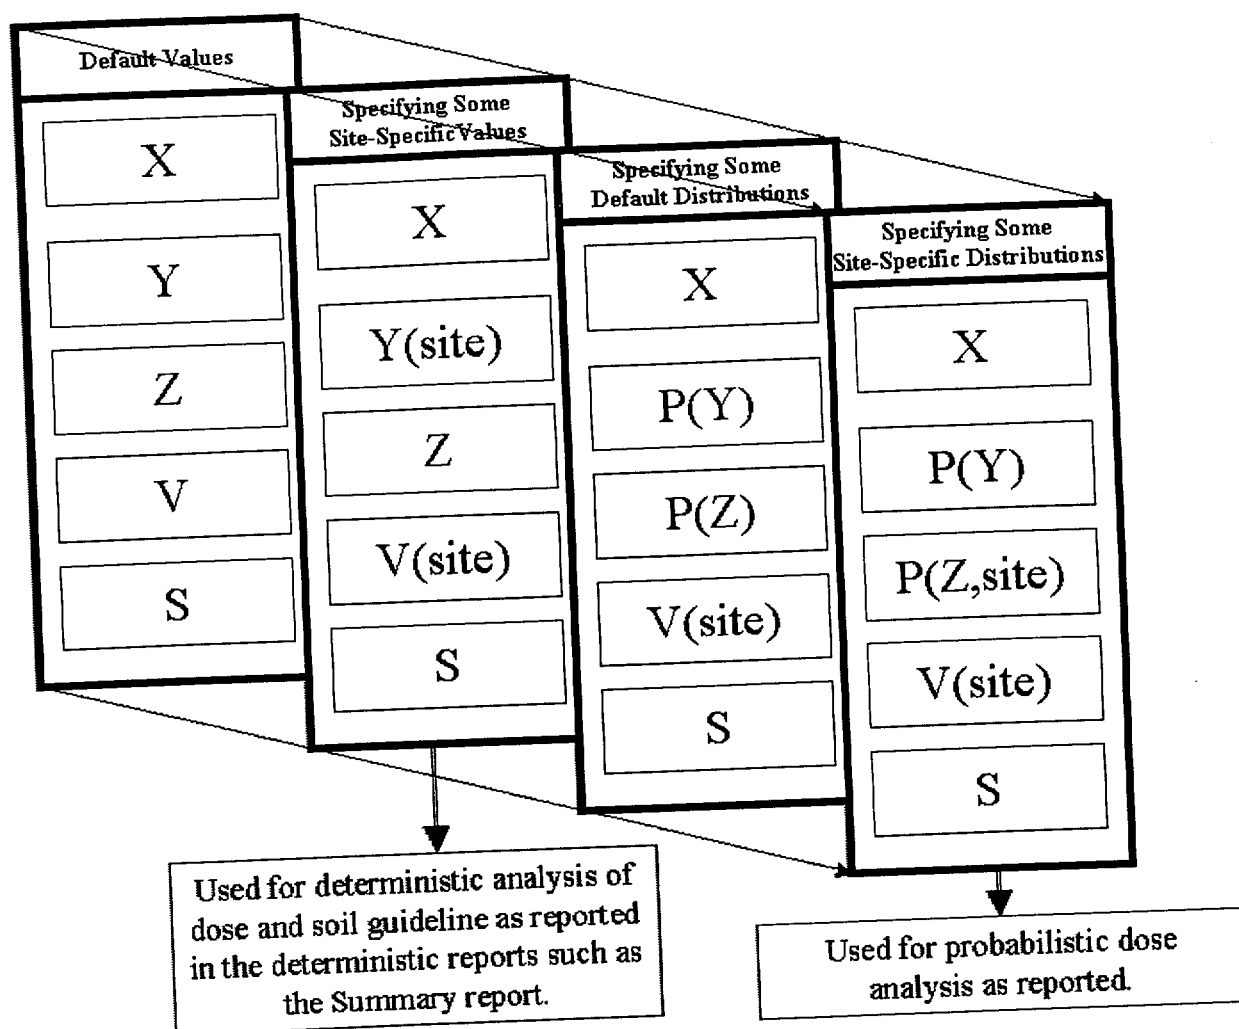 Default Values
X
Y
Z
V
S
Specifying Some
Site-Specific Values
X
Y(site)
Z
V(site)
S
Specifying Some
Default Distributions
X
P(Y)
P(Z)
V(site)
S
Specifying Some
Site-Specific Distributions
X
P(Y)
P(Z,site)
V(site)
S
Used for deterministic analysis of
dose and soil guideline as reported
in the deterministic reports such as
the Summary report.
Used for probabilistic dose
analysis as reported.